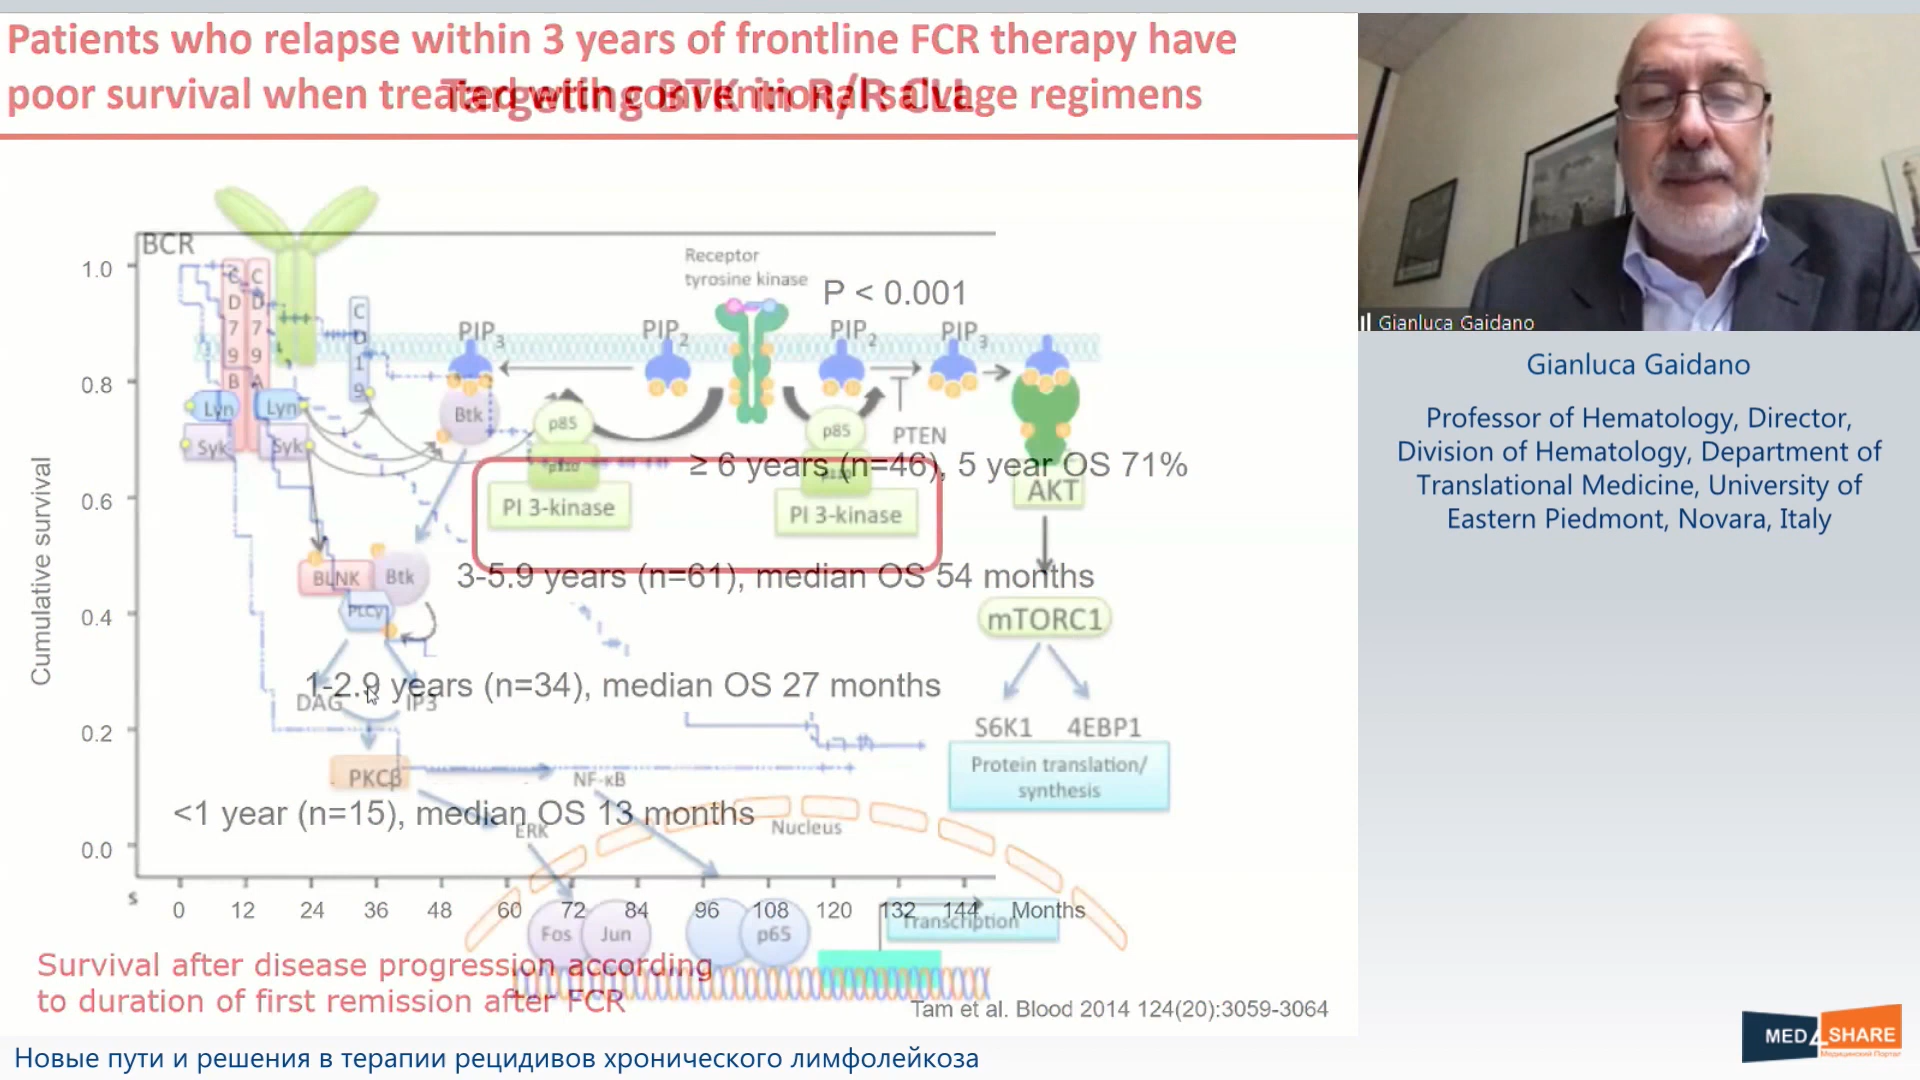 Patients who relapse within 3 years of frontline FCR therapy have
poor survival when treated with conventional salvage regimens
Targeting BTK in R/R CLL
BCR
Receptor
tyrosine kinase
P < 0.001
1.0
CD79B
CD79A
CD19
PIP3
PIP2
PIP2
PIP3
0.8
Lyn
Lyn
Btk
p85
p85
PTEN
Syk
Syk
≥ 6 years (n=46), 5 year OS 71%
AKT
0.6
PI 3-kinase
PI 3-kinase
Cumulative survival
BLNK
Btk
3-5.9 years (n=61), median OS 54 months
PLCγ
mTORC1
0.4
1-2.9 years (n=34), median OS 27 months
DAG
IP3
S6K1
4EBP1
0.2
PKCβ
NF-κB
Protein translation/
synthesis
<1 year (n=15), median OS 13 months
ERK
Nucleus
0.0
s
0 12 24 36 48 60 72 84 96 108 120 132 144 Months
Transcription
Fos
Jun
p65
Survival after disease progression according
to duration of first remission after FCR
Tam et al. Blood 2014 124(20):3059-3064
Gianluca Gaidano
Gianluca Gaidano
Professor of Hematology, Director,
Division of Hematology, Department of
Translational Medicine, University of
Eastern Piedmont, Novara, Italy
MED4SHARE
Медицинский Портал
Новые пути и решения в терапии рецидивов хронического лимфолейкоза